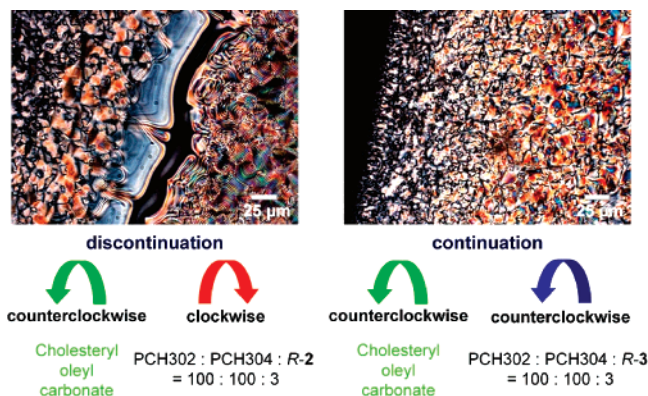 25 μm
25 μm
discontinuation
continuation
counterclockwise
clockwise
counterclockwise
counterclockwise
Cholesteryl
oleyl
carbonate
PCH302 : PCH304 : R-2
= 100 : 100 : 3
Cholesteryl
oleyl
carbonate
PCH302 : PCH304 : R-3
= 100 : 100 : 3